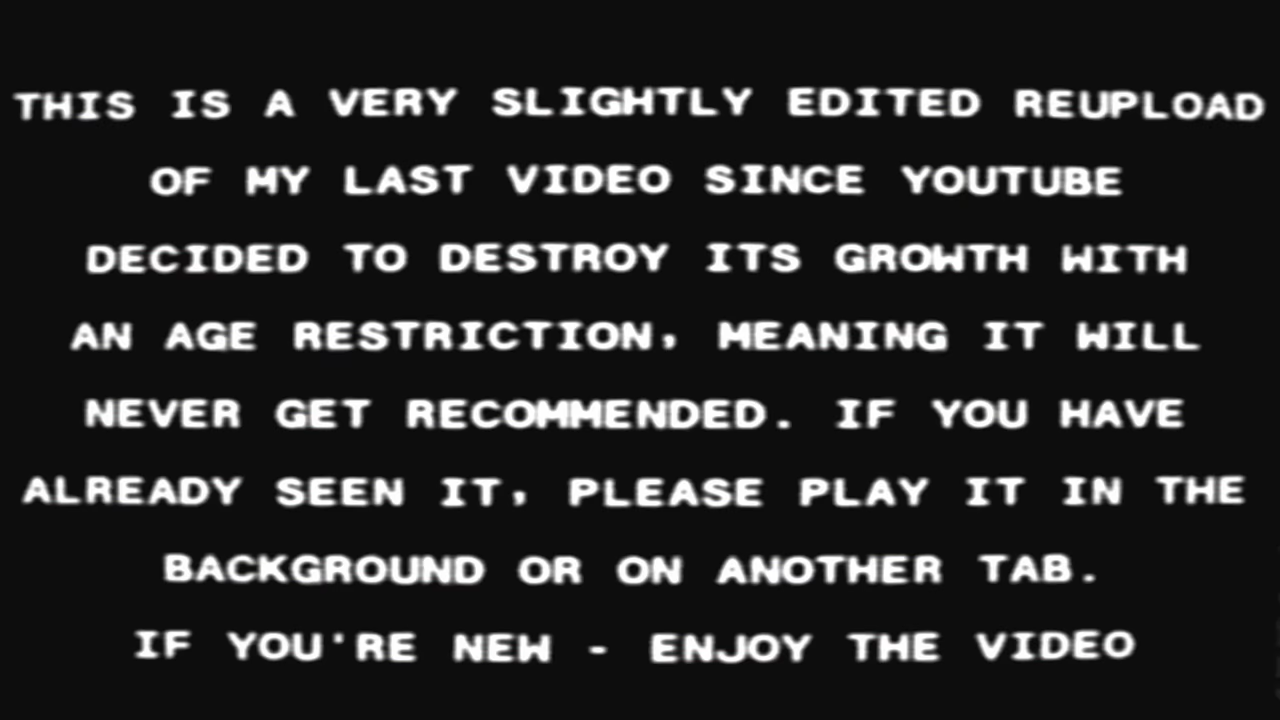 THIS IS A VERY SLIGHTLY EDITED REUPLOAD
OF MY LAST VIDEO SINCE YOUTUBE
DECIDED TO DESTROY ITS GROWTH WITH
AN AGE RESTRICTION, MEANING IT WILL
NEVER GET RECOMMENDED. IF YOU HAVE
ALREADY SEEN IT, PLEASE PLAY IT IN THE
BACKGROUND OR ON ANOTHER TAB.
IF YOU'RE NEW - ENJOY THE VIDEO